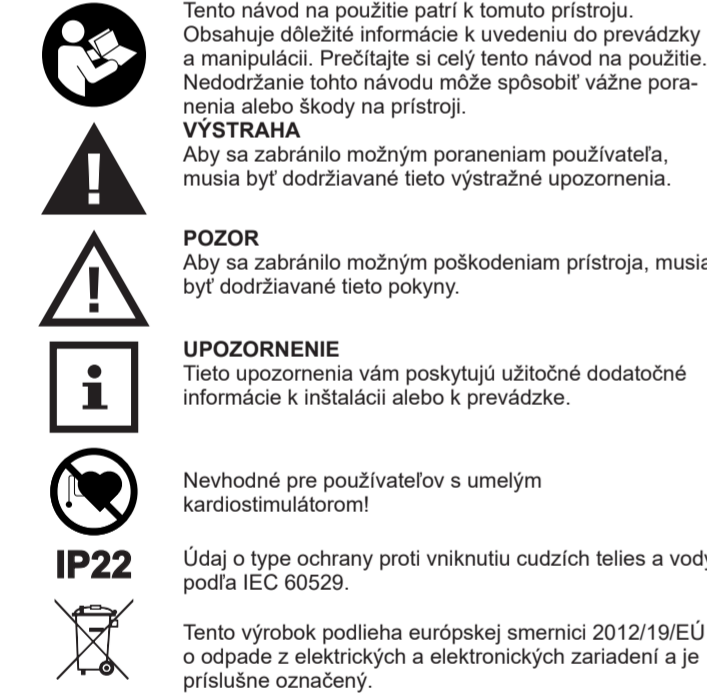 Tento návod na použitie patrí k tomuto prístroju.
Obsahuje dôležité informácie k uvedeniu do prevádzky
a manipulácii. Prečítajte si celý tento návod na použitie.
Nedodržanie tohto návodu môže spôsobiť vážne pora-
nenia alebo škody na prístroji.
VÝSTRAHA
Aby sa zabránilo možným poraneniam používateľa,
musia byť dodržiavané tieto výstražné upozornenia.
POZOR
Aby sa zabránilo možným poškodeniam prístroja, musia
byť dodržiavané tieto pokyny.
UPOZORNENIE
Tieto upozornenia vám poskytujú užitočné dodatočné
informácie k inštalácii alebo k prevádzke.
Nevhodné pre používateľov s umelým
kardiostimulátorom!
IP22 Údaj o type ochrany proti vniknutiu cudzích telies a vody
podľa IEC 60529.
Tento výrobok podlieha európskej smernici 2012/19/EÚ
o odpade z elektrických a elektronických zariadení a je
príslušne označený.